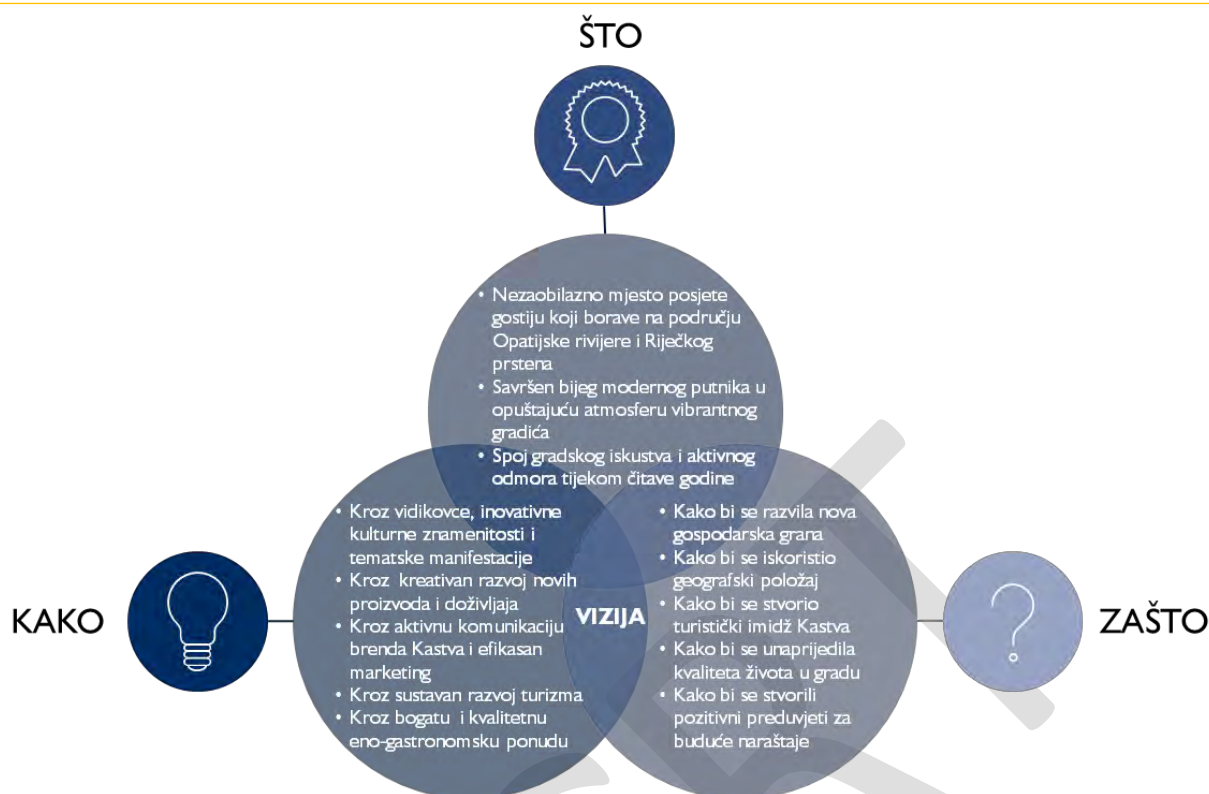 ŠTO
• Nezaobilazno mjesto posjete
gostiju koji borave na području
Opatijske rivijere i Riječkog
prstena
• Savršen bijeg modernog putnika u
opuštajuću atmosferu vibrantnog
gradića
• Spoj gradskog iskustva i aktivnog
odmora tijekom čitave godine
KAKO
• Kroz vidikovce, inovativne
kulturne znamenitosti i
tematske manifestacije
• Kroz kreativan razvoj novih
proizvoda i doživljaja
• Kroz aktivnu komunikaciju
brenda Kastva i efikasan
marketing
• Kroz sustavan razvoj turizma
• Kroz bogatu i kvalitetnu
eno-gastronomsku ponudu
VIZIJA
• Kako bi se razvila nova
gospodarska grana
• Kako bi se iskoristio
geografski položaj
• Kako bi se stvorio
turistički imidž Kastva
• Kako bi se unaprijedila
kvaliteta života u gradu
• Kako bi se stvorili
pozitivni preduvjeti za
buduće naraštaje
ZAŠTO